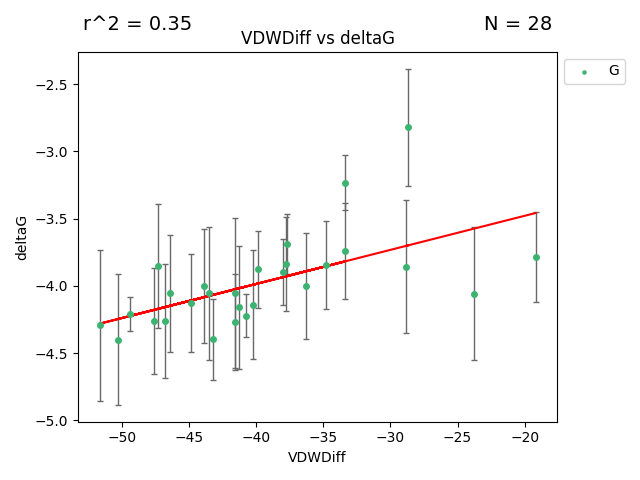 r^2 = 0.35
N = 28
VDWDiff vs deltaG
G
−2.5
−3.0
−3.5
−4.0
−4.5
−5.0
deltaG
−50
−45
−40
−35
−30
−25
−20
VDWDiff